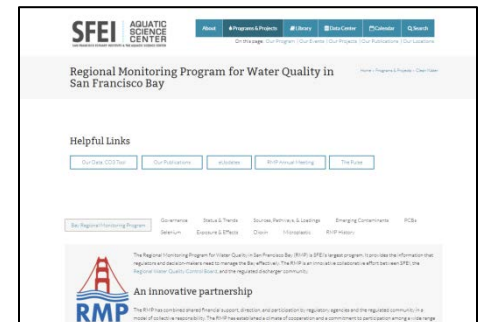 SFEI AQUATIC SCIENCE CENTER
About Programs & Projects Library Data Center Calendar Search
On this page: Our Program | Our Events | Our Projects | Our Publications | Our Locations
Regional Monitoring Program for Water Quality in
San Francisco Bay
Home » Programs & Projects » Clean Water
Helpful Links
Our Data: CD3 Tool Our Publications eUpdates RMP Annual Meeting The Pulse
Bay Regional Monitoring Program Governance Status & Trends Sources, Pathways, & Loadings Emerging Contaminants PCBs
Selenium Exposure & Effects Dioxin Microplastic RMP History
The Regional Monitoring Program for Water Quality in San Francisco Bay (RMP) is SFEI's largest program. It provides the information that
regulators and decision-makers need to manage the Bay effectively. The RMP is an innovative collaborative effort between SFEI, the
Regional Water Quality Control Board, and the regulated discharger community.
An innovative partnership
RMP
The RMP has combined shared financial support, direction, and participation by regulatory agencies and the regulated community in a
model of collective responsibility. The RMP has established a climate of cooperation and a commitment to participation among a wide range